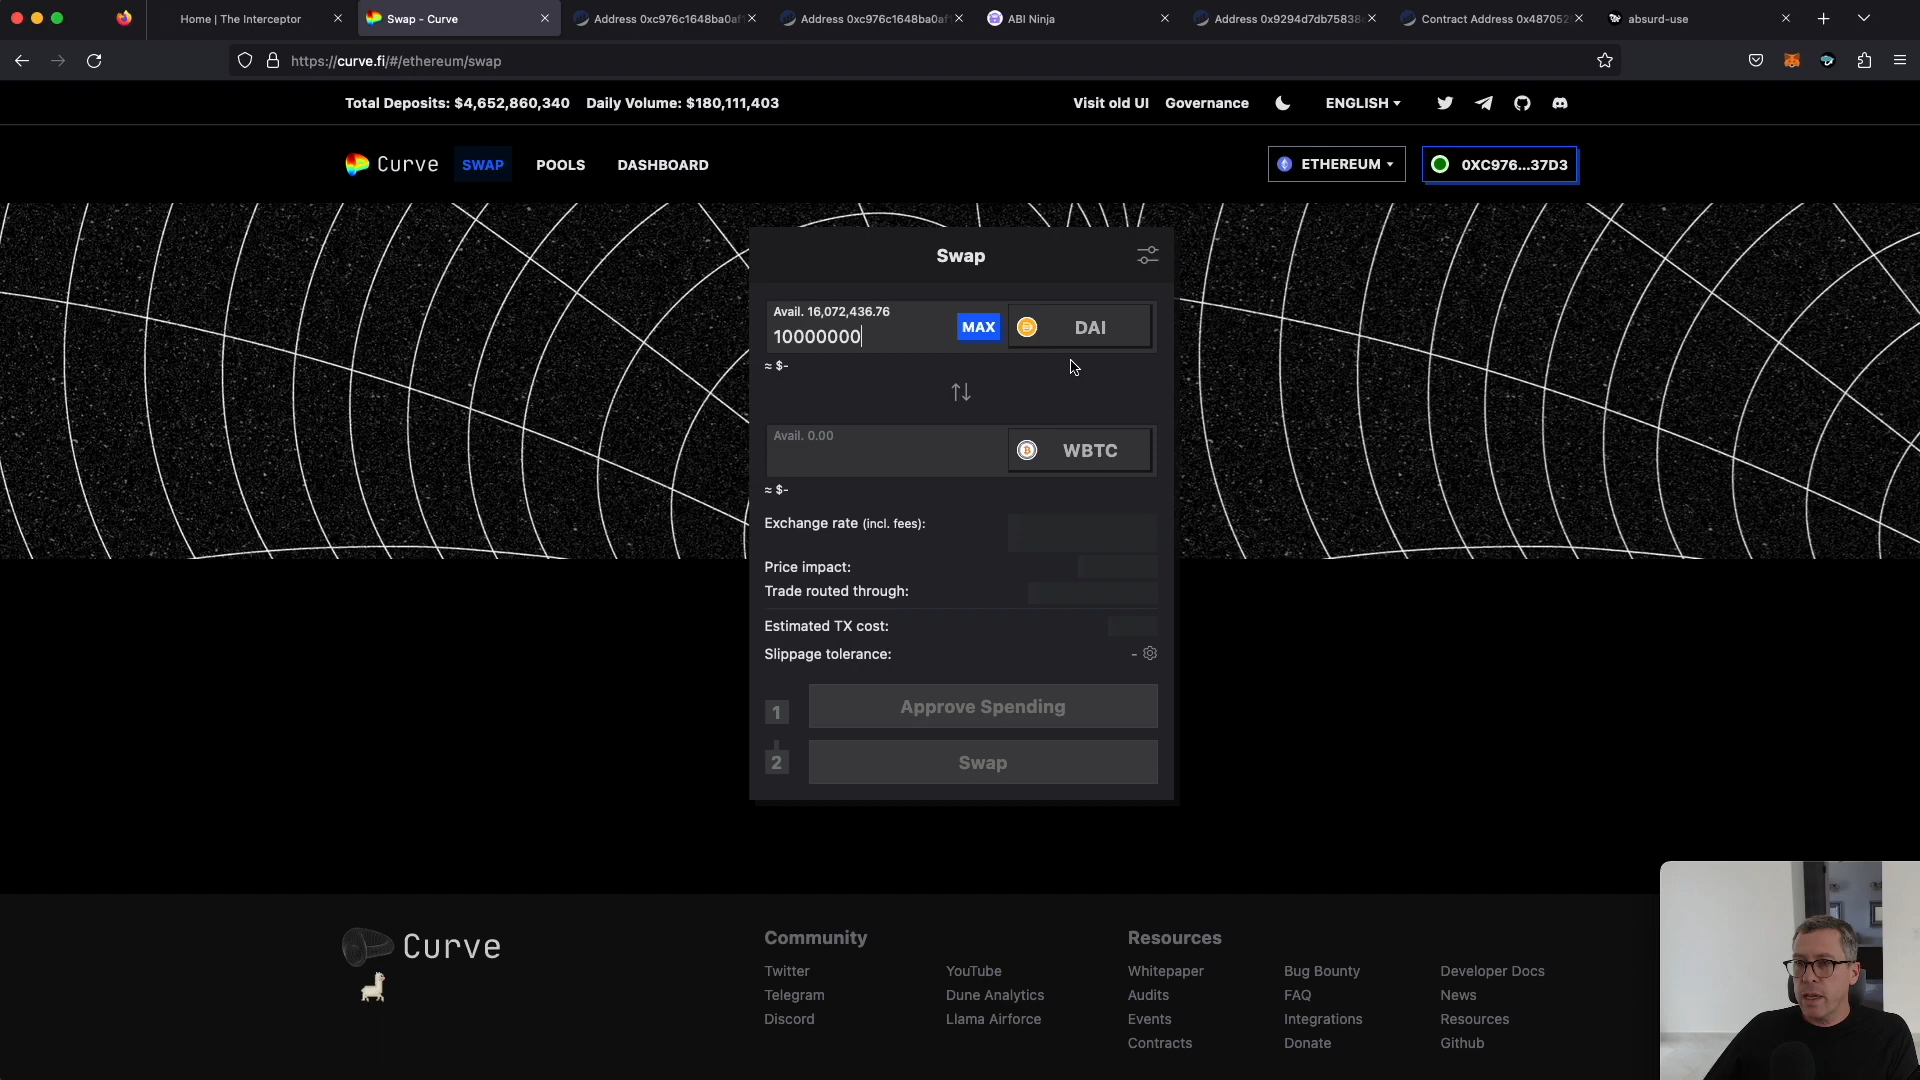 Home | The Interceptor
Swap - Curve
Address 0xc976c1648ba0af
Address 0xc976c1648ba0af
ABI Ninja
Address 0x9294d7db75838
Contract Address 0x487052
absurd-use
https://curve.fi/#/ethereum/swap
Total Deposits: $4,652,860,340 Daily Volume: $180,111,403
Visit old UI Governance ENGLISH
Curve SWAP POOLS DASHBOARD
ETHEREUM 0XC976...37D3
Swap
Avail. 16,072,436.76
10000000 MAX DAI
≈ $-
Avail. 0.00
WBTC
≈ $-
Exchange rate (incl. fees):
Price impact:
Trade routed through:
Estimated TX cost:
Slippage tolerance: -
1 Approve Spending
2 Swap
Curve
Community
Twitter YouTube
Telegram Dune Analytics
Discord Llama Airforce
Resources
Whitepaper Bug Bounty Developer Docs
Audits FAQ News
Events Integrations Resources
Contracts Donate Github